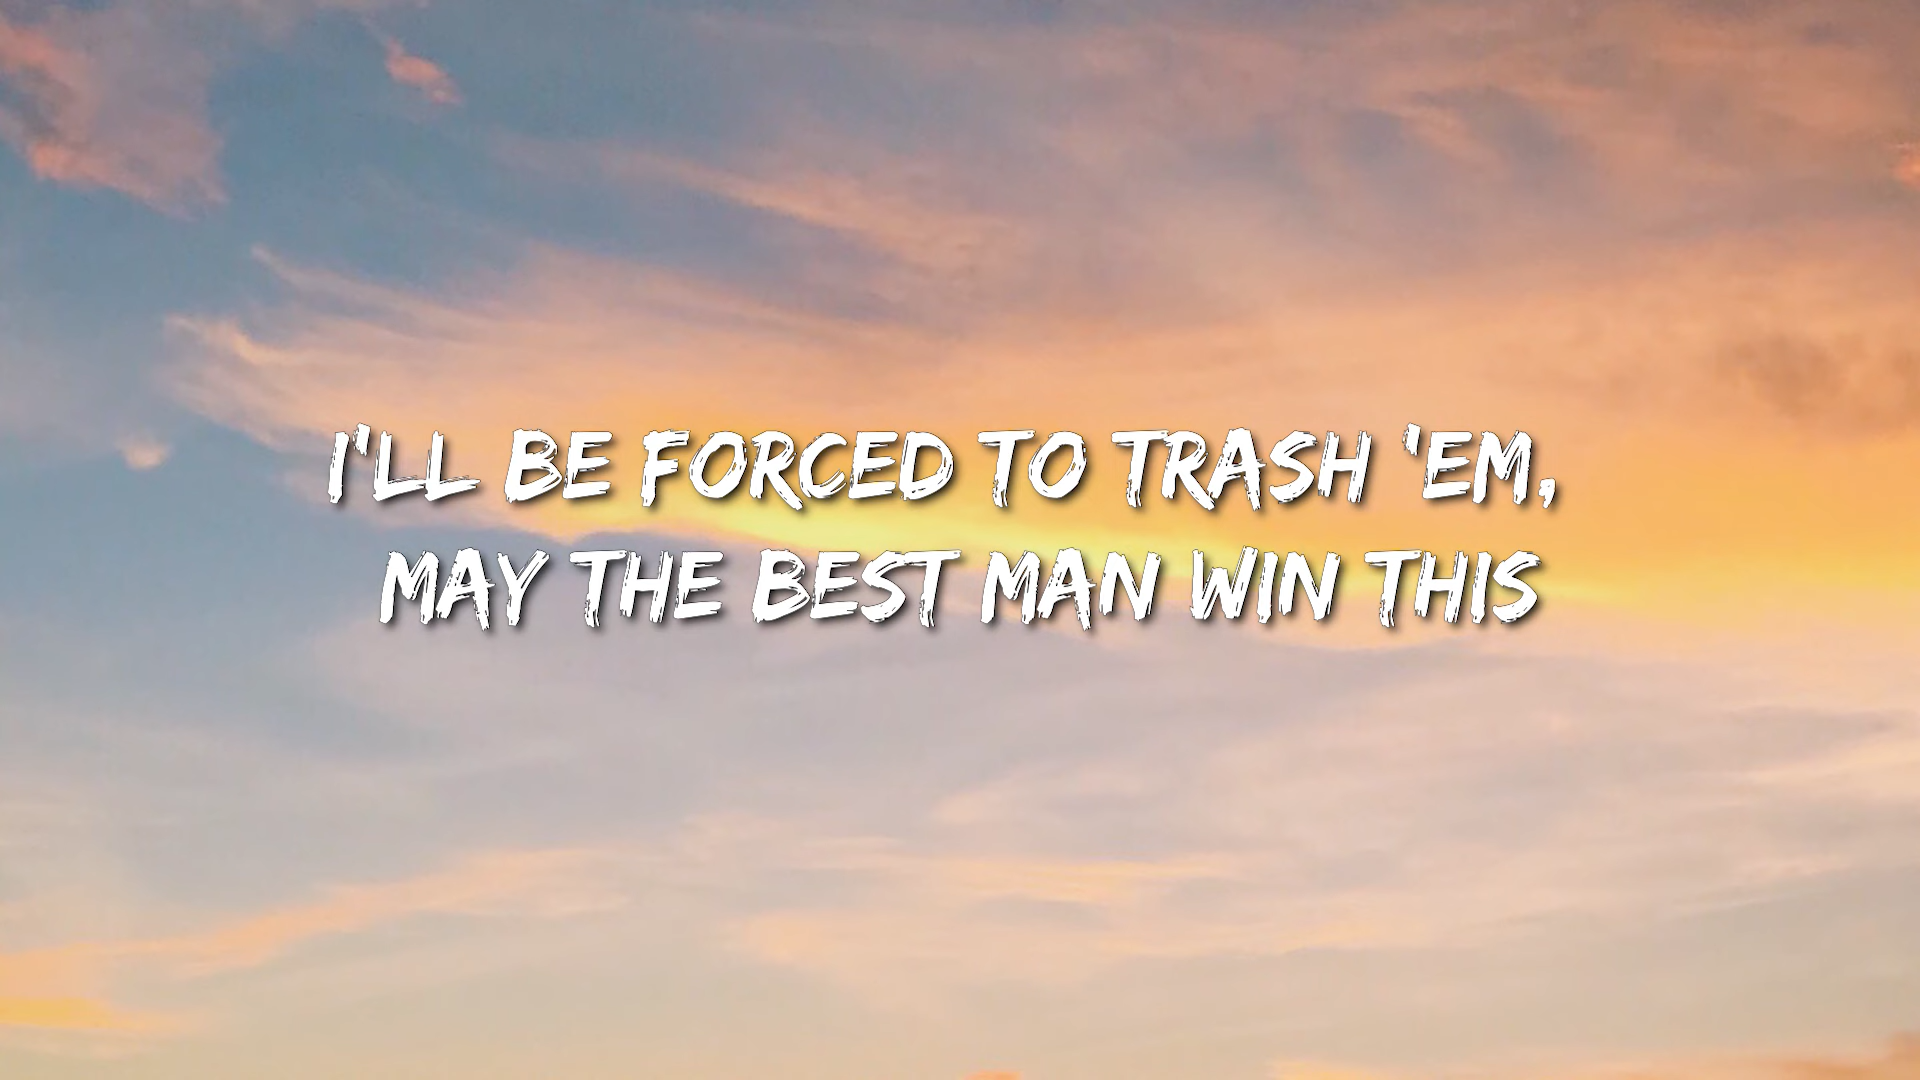 I'LL BE FORCED TO TRASH 'EM,
MAY THE BEST MAN WIN THIS